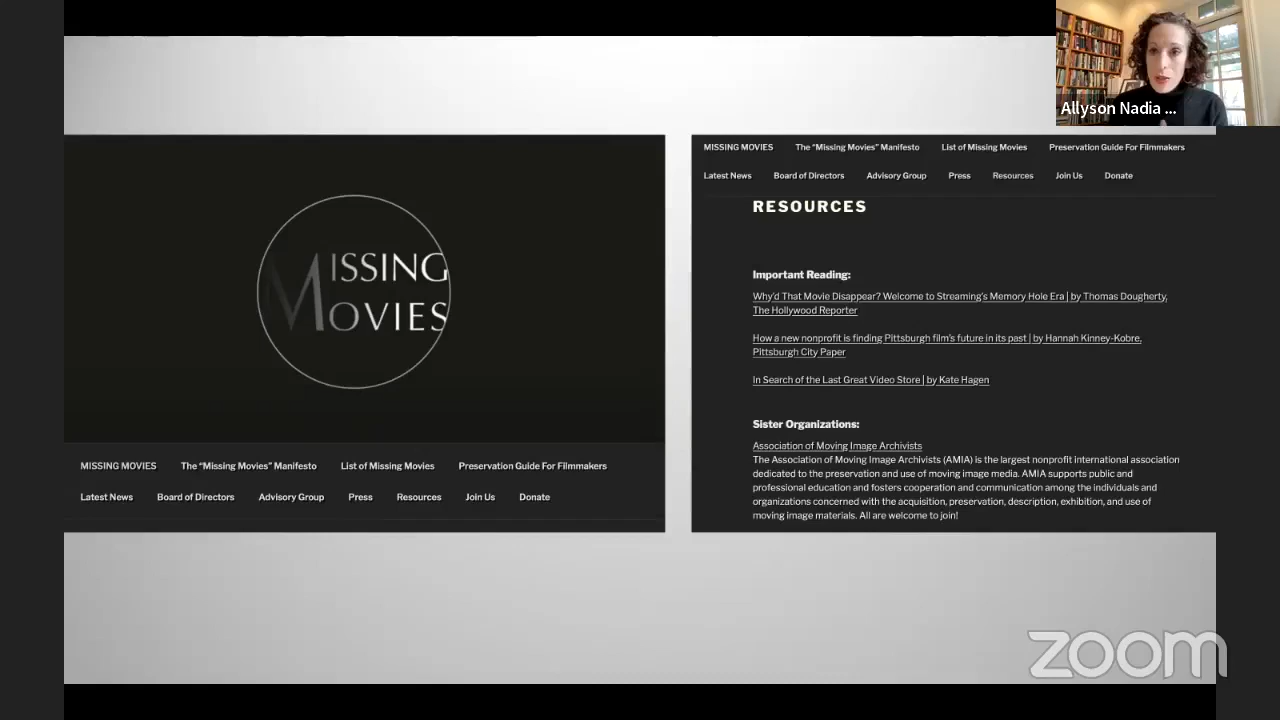 Allyson Nadia ...
MISSING
MOVIES
MISSING MOVIES The “Missing Movies” Manifesto List of Missing Movies Preservation Guide For Filmmakers
Latest News Board of Directors Advisory Group Press Resources Join Us Donate
MISSING MOVIES The “Missing Movies” Manifesto List of Missing Movies Preservation Guide For Filmmakers
Latest News Board of Directors Advisory Group Press Resources Join Us Donate
RESOURCES
Important Reading:
Why'd That Movie Disappear? Welcome to Streaming's Memory Hole Era | by Thomas Dougherty,
The Hollywood Reporter
How a new nonprofit is finding Pittsburgh film's future in its past | by Hannah Kinney-Kobre,
Pittsburgh City Paper
In Search of the Last Great Video Store | by Kate Hagen
Sister Organizations:
Association of Moving Image Archivists
The Association of Moving Image Archivists (AMIA) is the largest nonprofit international association
dedicated to the preservation and use of moving image media. AMIA supports public and
professional education and fosters cooperation and communication among the individuals and
organizations concerned with the acquisition, preservation, description, exhibition, and use of
moving image materials. All are welcome to join!
zoom